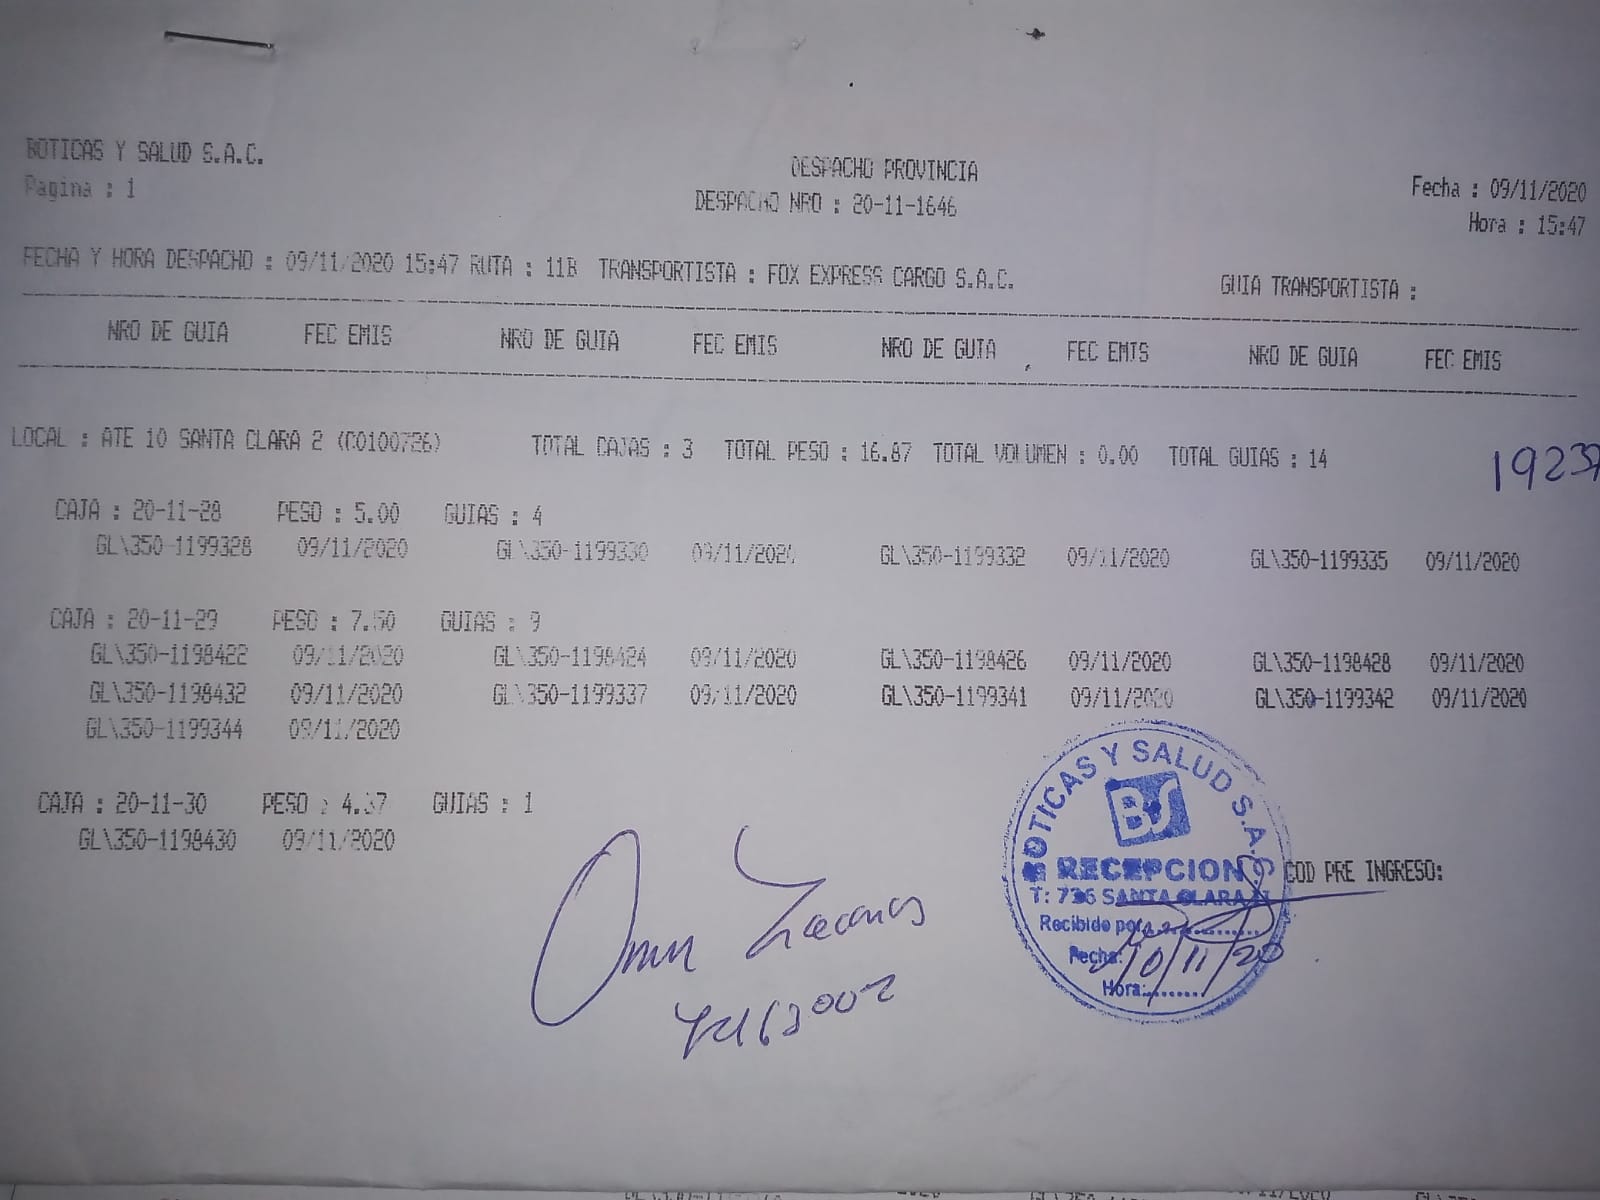 BOTICAS Y SALUD S.A.C.
Pagina : 1
DESPACHO PROVINCIA
DESPACHO NRO : 20-11-1646
Fecha : 09/11/2020
Hora : 15:47
FECHA Y HORA DESPACHO : 09/11/2020 15:47 RUTA : 11B TRANSPORTISTA : FOX EXPRESS CARGO S.A.C. GUIA TRANSPORTISTA :
NRO DE GUIA FEC EMIS NRO DE GUIA FEC EMIS NRO DE GUIA FEC EMIS NRO DE GUIA FEC EMIS
LOCAL : ATE 10 SANTA CLARA 2 (C0100726) TOTAL CAJAS : 3 TOTAL PESO : 16.87 TOTAL VOLUMEN : 0.00 TOTAL GUIAS : 14
19237
CAJA : 20-11-28 PESO : 5.00 GUIAS : 4
GL\350-1199328 09/11/2020 GL\350-1199330 09/11/2020 GL\350-1199332 09/11/2020 GL\350-1199335 09/11/2020
CAJA : 20-11-29 PESO : 7.50 GUIAS : 9
GL\350-1198422 09/11/2020 GL\350-1198424 09/11/2020 GL\350-1198426 09/11/2020 GL\350-1198428 09/11/2020
GL\350-1198432 09/11/2020 GL\350-1199337 09/11/2020 GL\350-1199341 09/11/2020 GL\350-1199342 09/11/2020
GL\350-1199344 09/11/2020
CAJA : 20-11-30 PESO : 4.37 GUIAS : 1
GL\350-1198430 09/11/2020
BOTICAS Y SALUD S.A.C.
BS
RECEPCION
T: 726 SANTA CLARA II
Recibido por:
Fecha: 10/11/20
Hora:
COD PRE INGRESO: